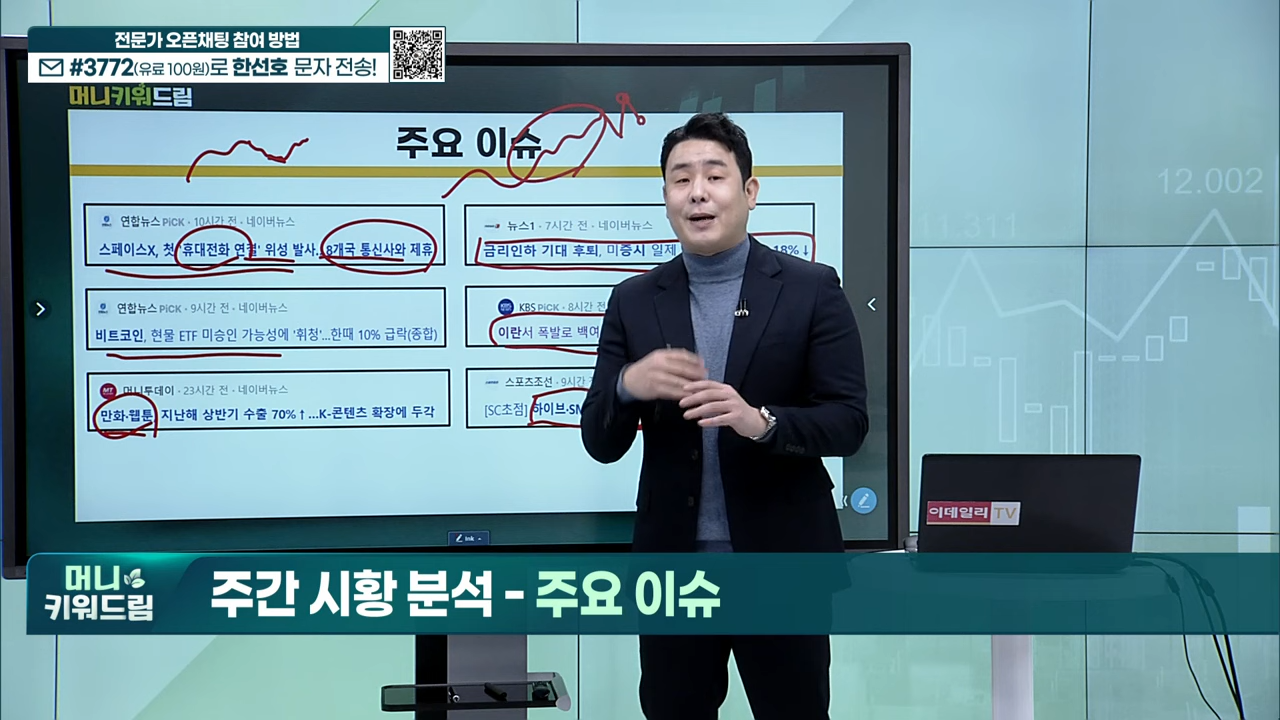 전문가 오픈채팅 참여 방법
#3772(유료 100원)로 한선호 문자 전송!
머니키워드림
주요 이슈
연합뉴스 PiCK · 10시간 전 · 네이버뉴스
스페이스X, 첫 '휴대전화 연결' 위성 발사..8개국 통신사와 제휴
뉴스1 · 7시간 전 · 네이버뉴스
금리인하 기대 후퇴, 미증시 일제
18%↓
연합뉴스 PiCK · 9시간 전 · 네이버뉴스
비트코인, 현물 ETF 미승인 가능성에 '휘청'...한때 10% 급락(종합)
KBS PiCK · 8시간 전
이란서 폭발로 백여
MT 머니투데이 · 23시간 전 · 네이버뉴스
만화·웹툰 지난해 상반기 수출 70%↑...K-콘텐츠 확장에 두각
스포츠조선 · 9시간
[SC초점] 하이브·SM
Ink
12.002
11.311
이데일리TV
머니
키워드림
주간 시황 분석 - 주요 이슈